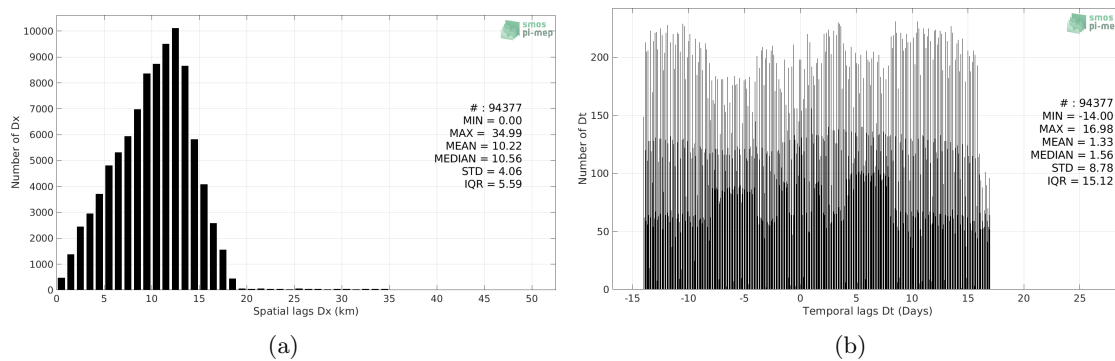 smos
pi-mep
10000
9000
8000
7000
6000
5000
4000
3000
2000
1000
0
Number of Dx
# : 94377
MIN = 0.00
MAX = 34.99
MEAN = 10.22
MEDIAN = 10.56
STD = 4.06
IQR = 5.59
0 5 10 15 20 25 30 35 40 45 50
Spatial lags Dx (km)
(a)
smos
pi-mep
200
150
100
50
0
Number of Dt
# : 94377
MIN = -14.00
MAX = 16.98
MEAN = 1.33
MEDIAN = 1.56
STD = 8.78
IQR = 15.12
-15 -10 -5 0 5 10 15 20 25
Temporal lags Dt (Days)
(b)